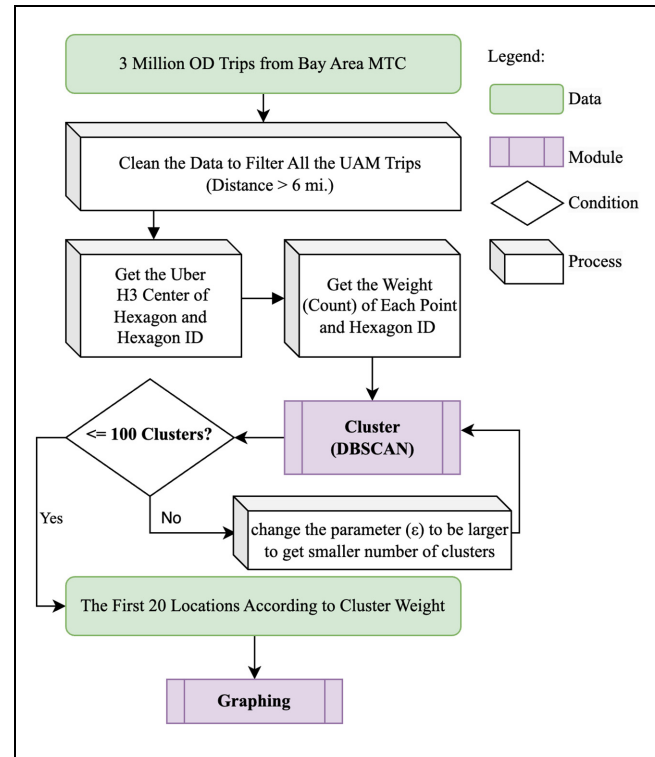 3 Million OD Trips from Bay Area MTC
Clean the Data to Filter All the UAM Trips
(Distance > 6 mi.)
Get the Uber
H3 Center of
Hexagon and
Hexagon ID
Get the Weight
(Count) of Each Point
and Hexagon ID
Cluster
(DBSCAN)
<= 100 Clusters?
Yes
No
change the parameter (ε) to be larger
to get smaller number of clusters
The First 20 Locations According to Cluster Weight
Graphing
Legend:
Data
Module
Condition
Process